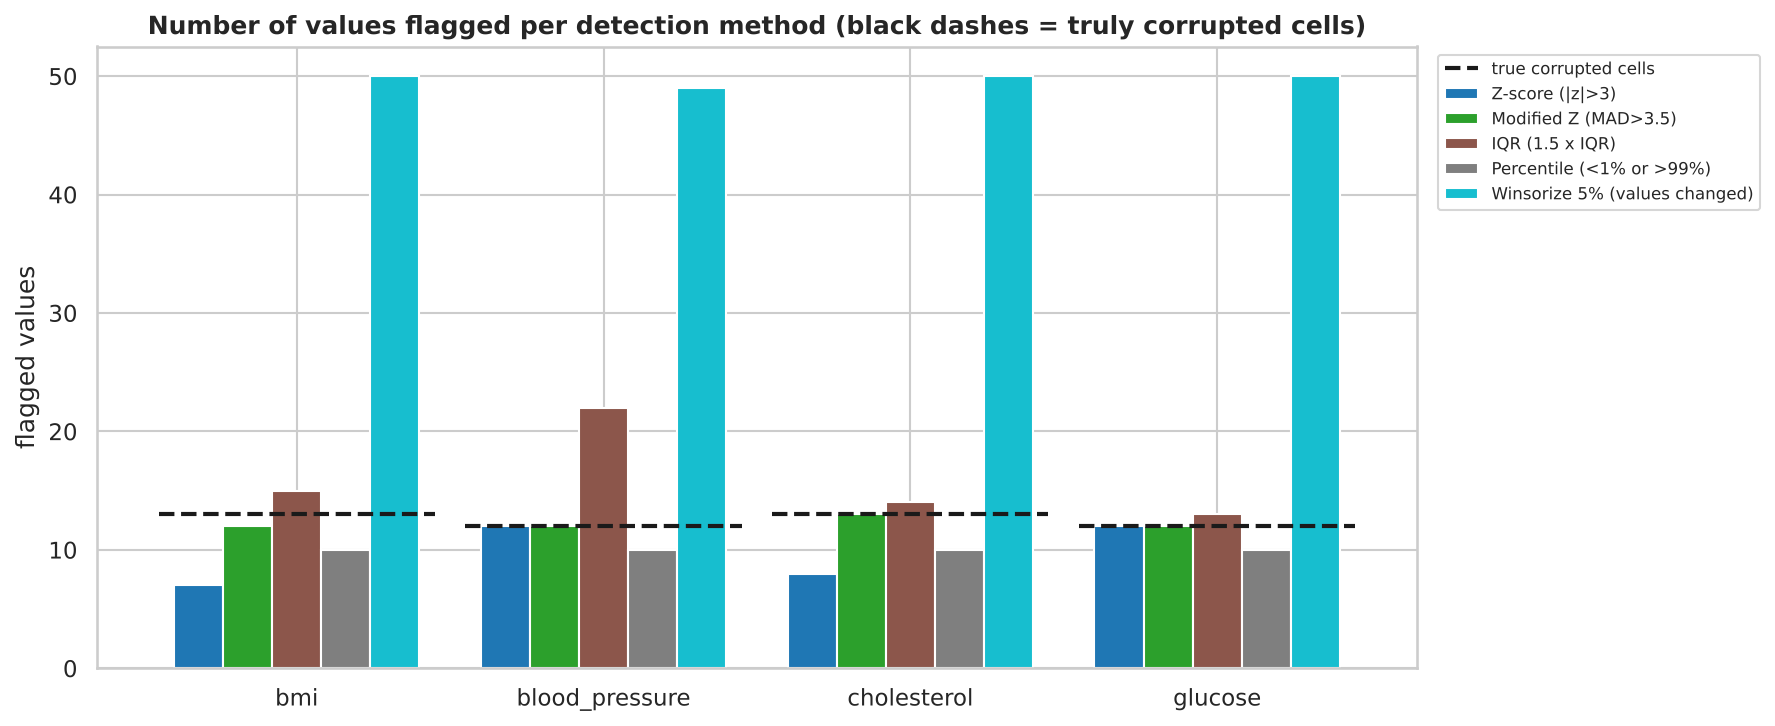 Number of values flagged per detection method (black dashes = truly corrupted cells)
flagged values
50
40
30
20
10
0
bmi
blood_pressure
cholesterol
glucose
true corrupted cells
Z-score (|z|>3)
Modified Z (MAD>3.5)
IQR (1.5 x IQR)
Percentile (<1% or >99%)
Winsorize 5% (values changed)